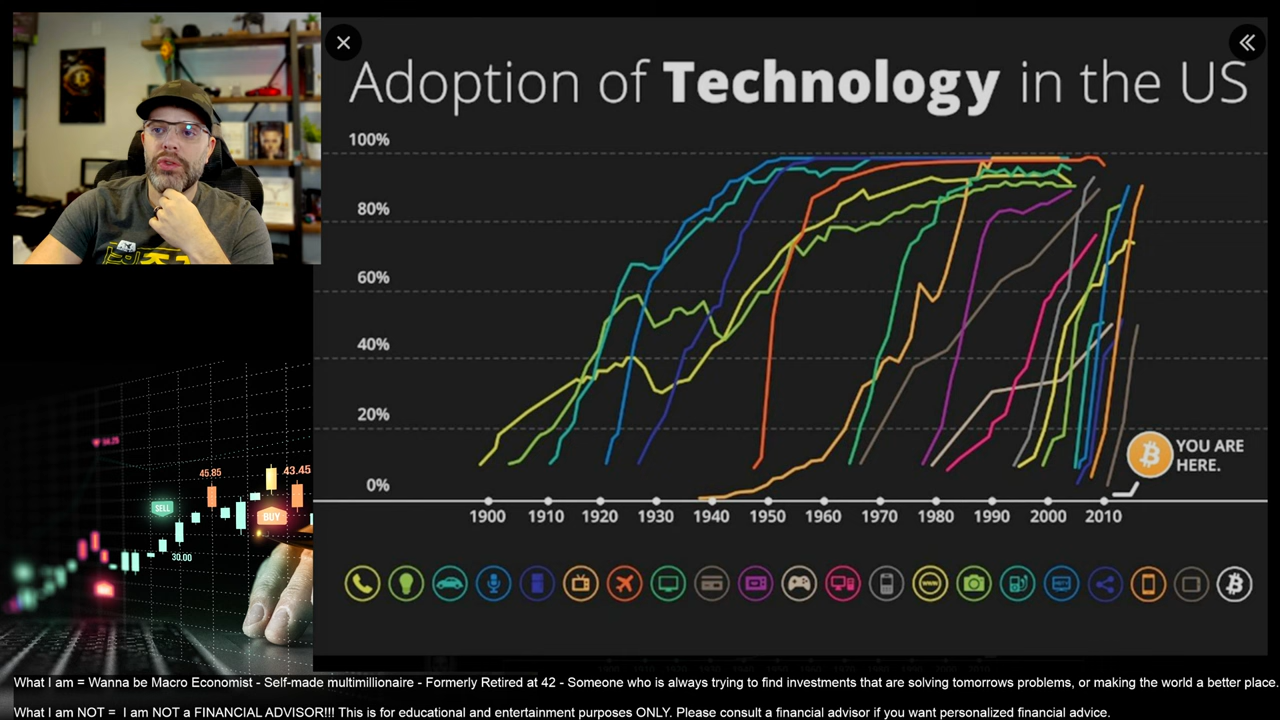 Adoption of Technology in the US
100%
80%
60%
40%
20%
0%
YOU ARE
HERE.
1900 1910 1920 1930 1940 1950 1960 1970 1980 1990 2000 2010
WWW
45.85
43.45
SELL
BUY
30.00
What I am = Wanna be Macro Economist - Self-made multimillionaire - Formerly Retired at 42 - Someone who is always trying to find investments that are solving tomorrows problems, or making the world a better place.
What I am NOT = I am NOT a FINANCIAL ADVISOR!!! This is for educational and entertainment purposes ONLY. Please consult a financial advisor if you want personalized financial advice.